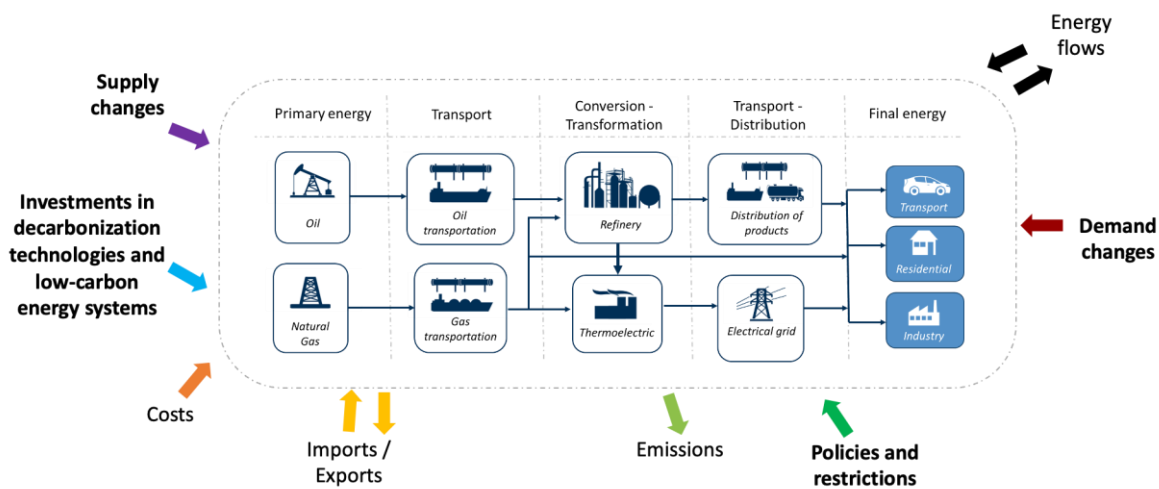 Energy
flows
Supply
changes
Primary energy
Transport
Conversion -
Transformation
Transport -
Distribution
Final energy
Oil
Oil
transportation
Refinery
Distribution of
products
Transport
Investments in
decarbonization
technologies and
low-carbon
energy systems
Demand
changes
Residential
Natural
Gas
Gas
transportation
Thermoelectric
Electrical grid
Industry
Costs
Imports /
Exports
Emissions
Policies and
restrictions